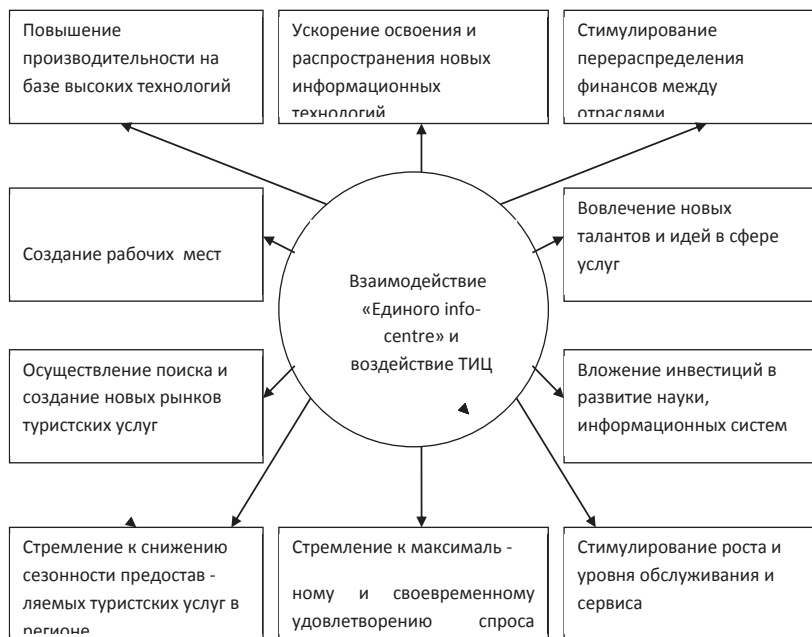 Повышение
производительности на
базе высоких технологий
Ускорение освоения и
распространения новых
информационных
технологий
Стимулирование
перераспределения
финансов между
отраслями
Создание рабочих мест
Вовлечение новых
талантов и идей в сфере
услуг
Взаимодействие
«Единого info-
centre» и
воздействие ТИЦ
Осуществление поиска и
создание новых рынков
туристских услуг
Вложение инвестиций в
развитие науки,
информационных систем
Стремление к снижению
сезонности предостав -
ляемых туристских услуг в
регионе
Стремление к максималь -
ному и своевременному
удовлетворению спроса
Стимулирование роста и
уровня обслуживания и
сервиса